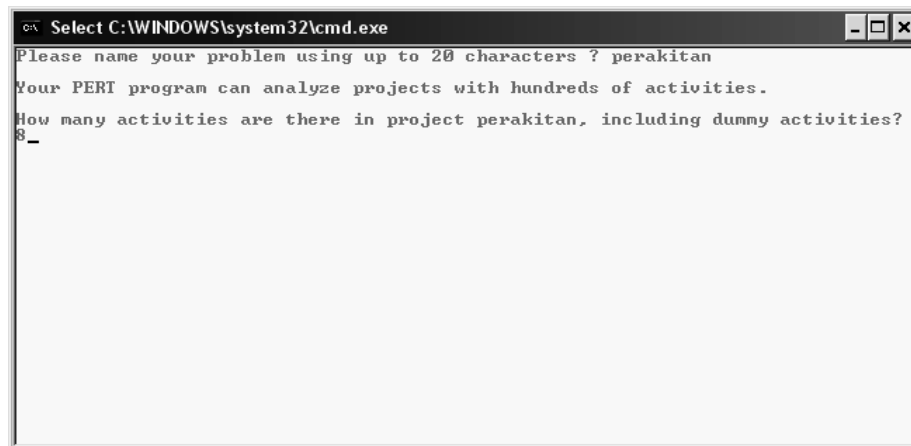 Select C:\WINDOWS\system32\cmd.exe
Please name your problem using up to 20 characters ? perakitan
Your PERT program can analyze projects with hundreds of activities.
How many activities are there in project perakitan, including dummy activities?
8_